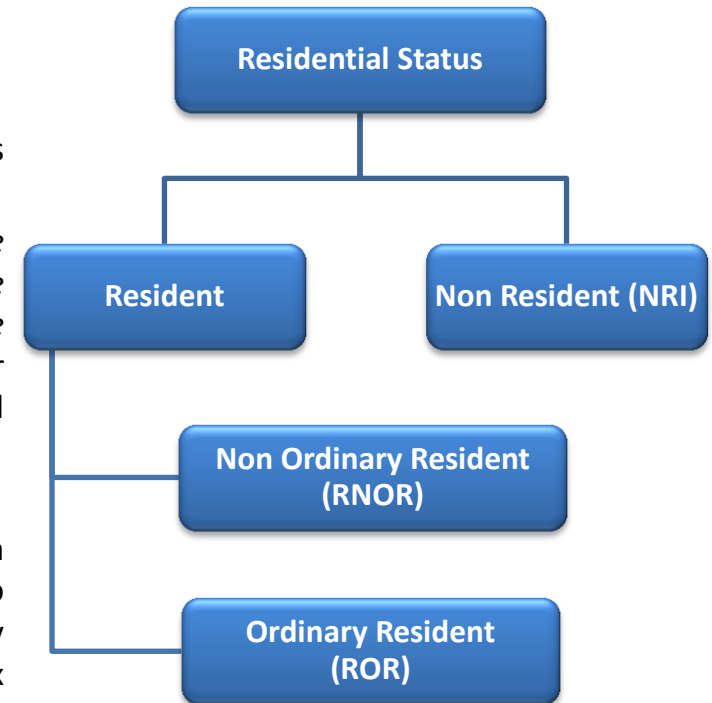 Residential Status
Resident
Non Resident (NRI)
Non Ordinary Resident
(RNOR)
Ordinary Resident
(ROR)